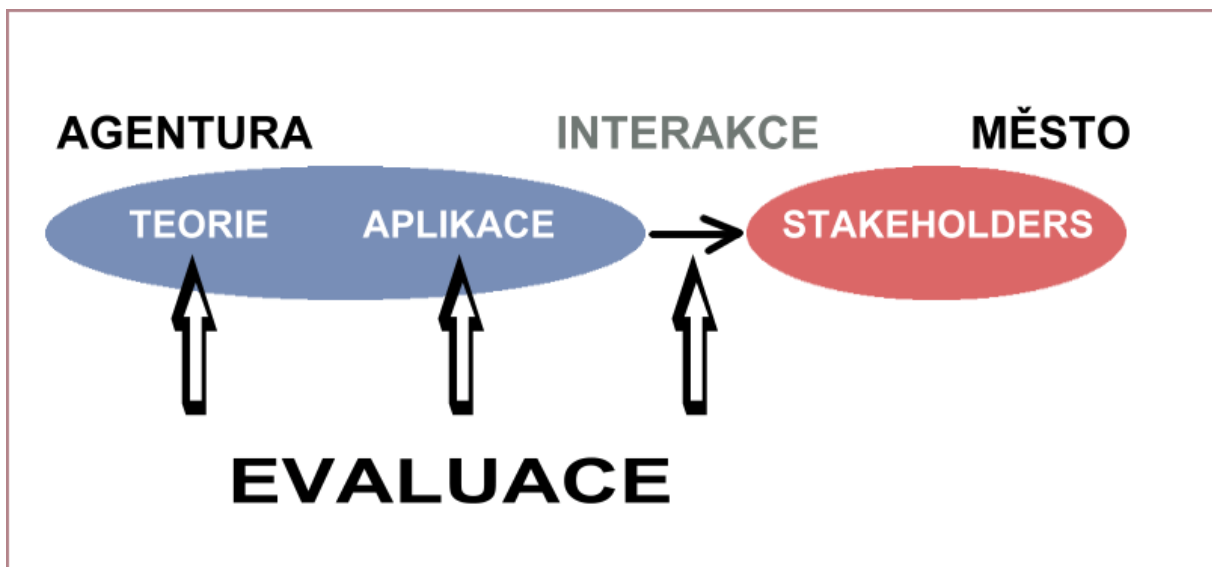 AGENTURA INTERAKCE MĚSTO
TEORIE APLIKACE STAKEHOLDERS
EVALUACE